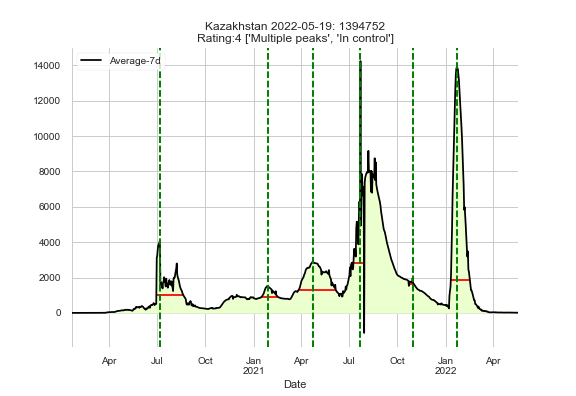 Kazakhstan 2022-05-19: 1394752
Rating:4 ['Multiple peaks', 'In control']
Average-7d
14000
12000
10000
8000
6000
4000
2000
0
Apr Jul Oct Jan Apr Jul Oct Jan Apr
2021 2022
Date